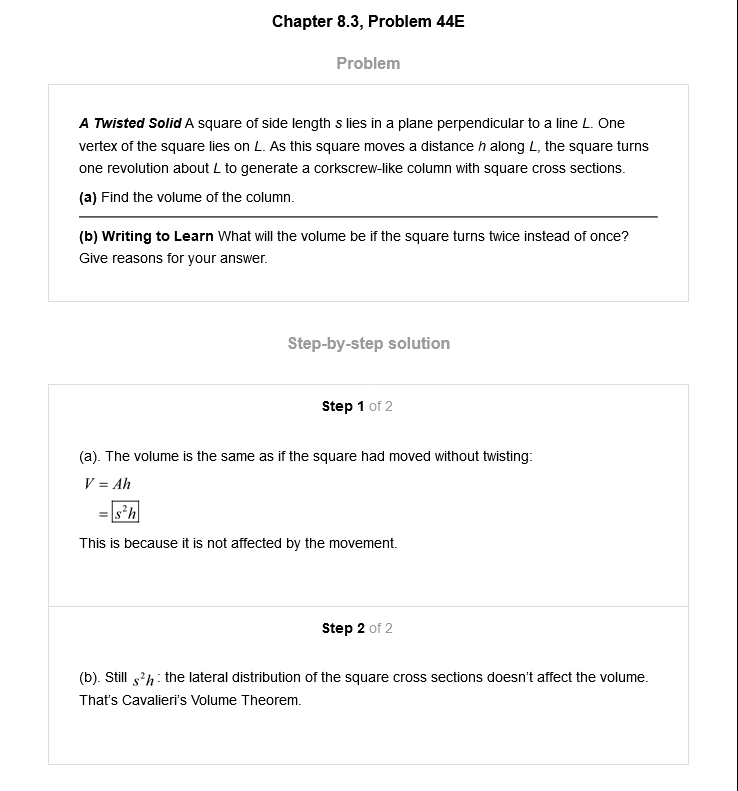 Chapter 8.3, Problem 44E
Problem
A Twisted Solid A square of side length s lies in a plane perpendicular to a line L. One
vertex of the square lies on L. As this square moves a distance h along L, the square turns
one revolution about L to generate a corkscrew-like column with square cross sections.
(a) Find the volume of the column.
(b) Writing to Learn What will the volume be if the square turns twice instead of once?
Give reasons for your answer.
Step-by-step solution
Step 1 of 2
(a). The volume is the same as if the square had moved without twisting:
V = Ah
= s²h
This is because it is not affected by the movement.
Step 2 of 2
(b). Still s²h : the lateral distribution of the square cross sections doesn't affect the volume.
That's Cavalieri's Volume Theorem.